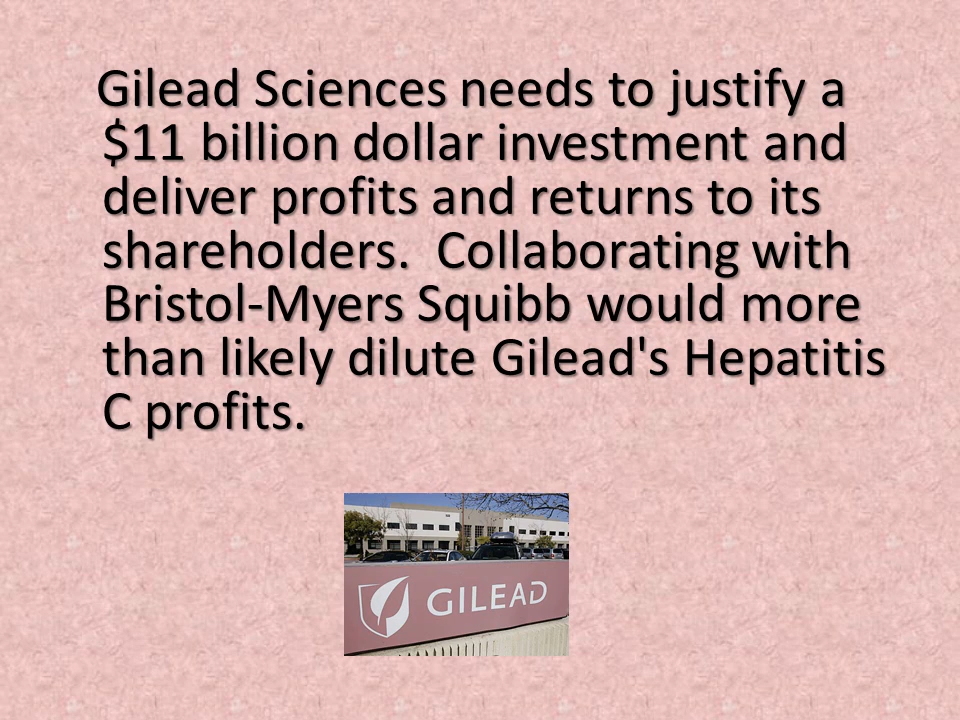 Gilead Sciences needs to justify a
$11 billion dollar investment and
deliver profits and returns to its
shareholders.  Collaborating with
Bristol-Myers Squibb would more
than likely dilute Gilead's Hepatitis
C profits.
GILEAD